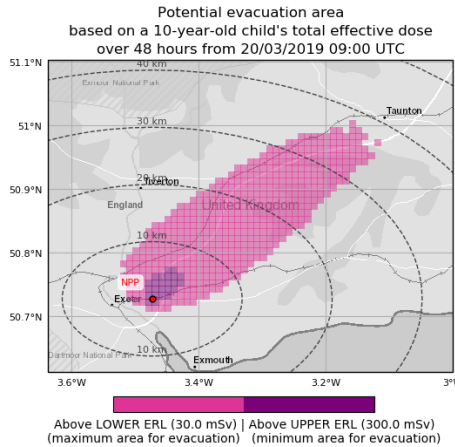 Potential evacuation area
based on a 10-year-old child's total effective dose
over 48 hours from 20/03/2019 09:00 UTC
51.1°N
40 km
Exmoor National Park
Taunton
51°N
30 km
50.9°N
20 km
Tiverton
England
United Kingdom
50.8°N
10 km
NPP
Exeter
50.7°N
10 km
Dartmoor National Park
Exmouth
3.6°W
3.4°W
3.2°W
3°W
Above LOWER ERL (30.0 mSv) | Above UPPER ERL (300.0 mSv)
(maximum area for evacuation) (minimum area for evacuation)